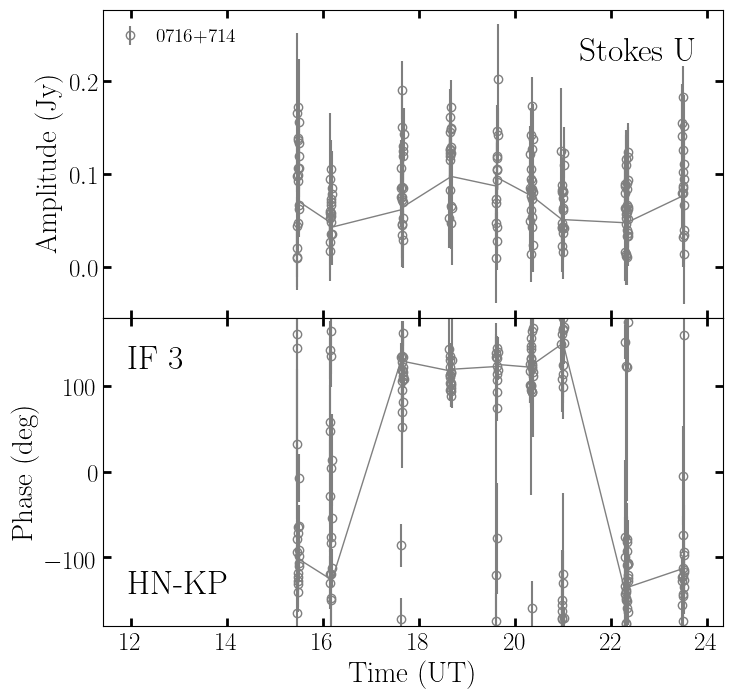 0716+714
Stokes U
0.2
0.1
0.0
Amplitude (Jy)
IF 3
100
0
−100
Phase (deg)
HN-KP
12 14 16 18 20 22 24
Time (UT)